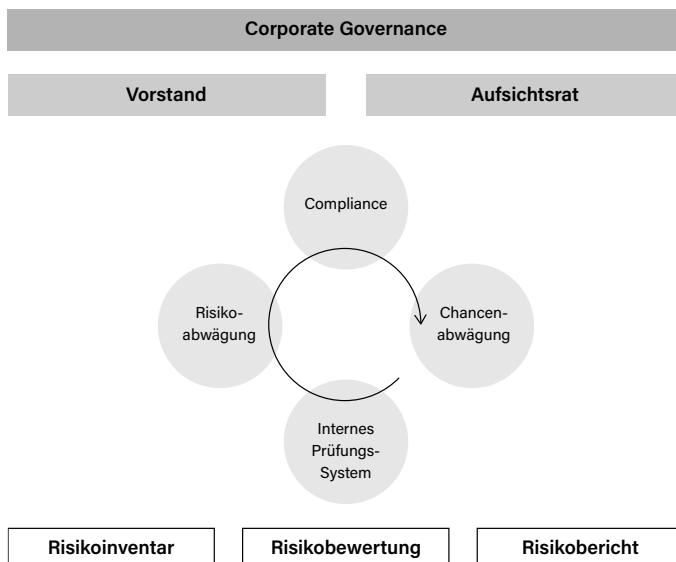 Corporate Governance
Vorstand
Aufsichtsrat
Compliance
Risiko-
abwägung
Chancen-
abwägung
Internes
Prüfungs-
System
Risikoinventar
Risikobewertung
Risikobericht